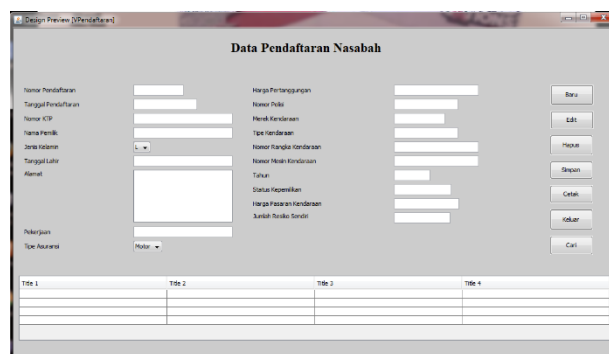 Design Preview [VPendaftaran]
Data Pendaftaran Nasabah
Nomor Pendaftaran
Tanggal Pendaftaran
Nomor KTP
Nama Pemilik
Jenis Kelamin
L
Tanggal Lahir
Alamat
Pekerjaan
Tipe Asuransi
Motor
Harga Pertanggungan
Nomor Polisi
Merek Kendaraan
Tipe Kendaraan
Nomor Rangka Kendaraan
Nomor Mesin Kendaraan
Tahun
Status Kepemilikan
Harga Pasaran Kendaraan
Jumlah Resiko Sendiri
Baru
Edit
Hapus
Simpan
Cetak
Keluar
Cari
Title 1 Title 2 Title 3 Title 4